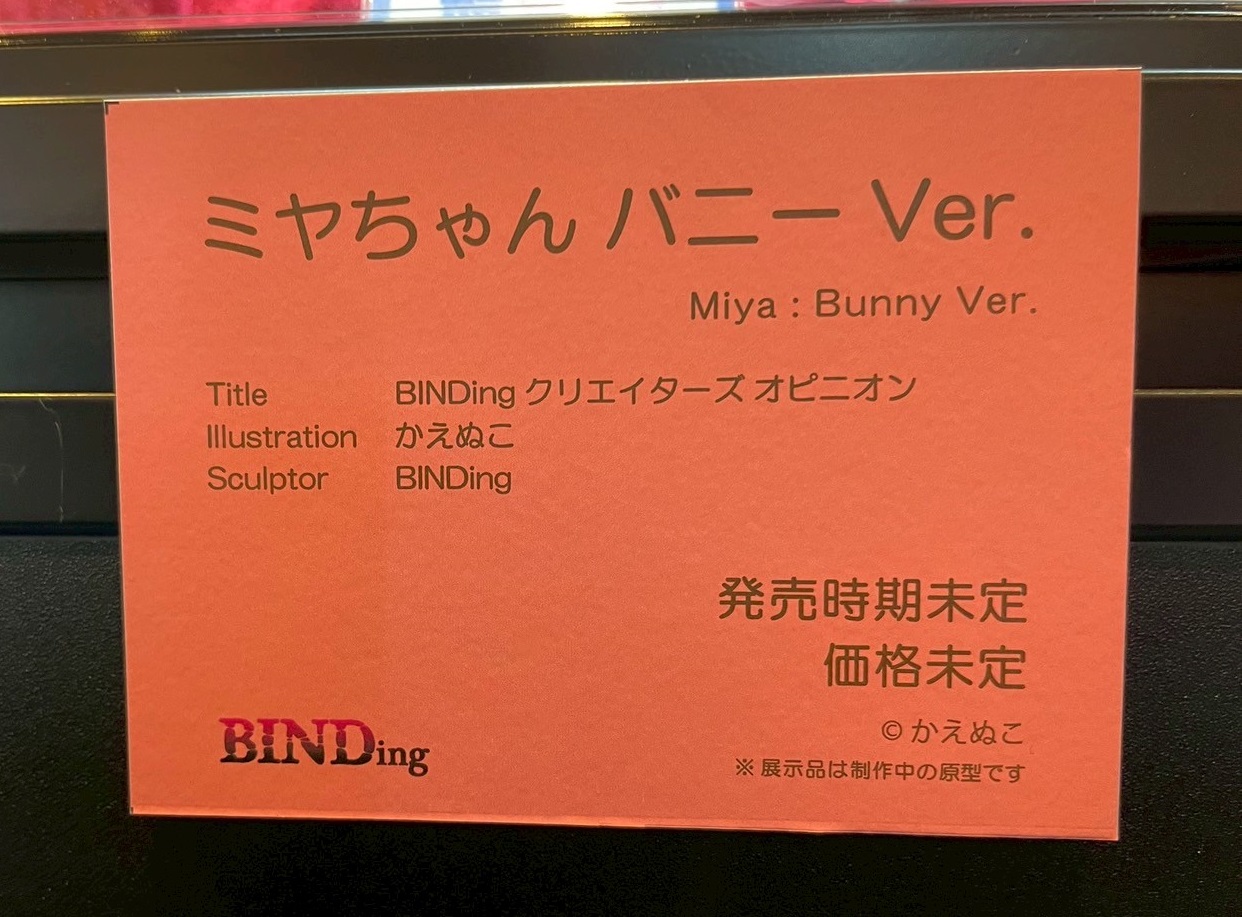 ミヤちゃん バニー Ver.
Miya : Bunny Ver.
Title BINDing クリエイターズ オピニオン
Illustration かえぬこ
Sculptor BINDing
発売時期未定
価格未定
© かえぬこ
BINDing
※ 展示品は制作中の原型です